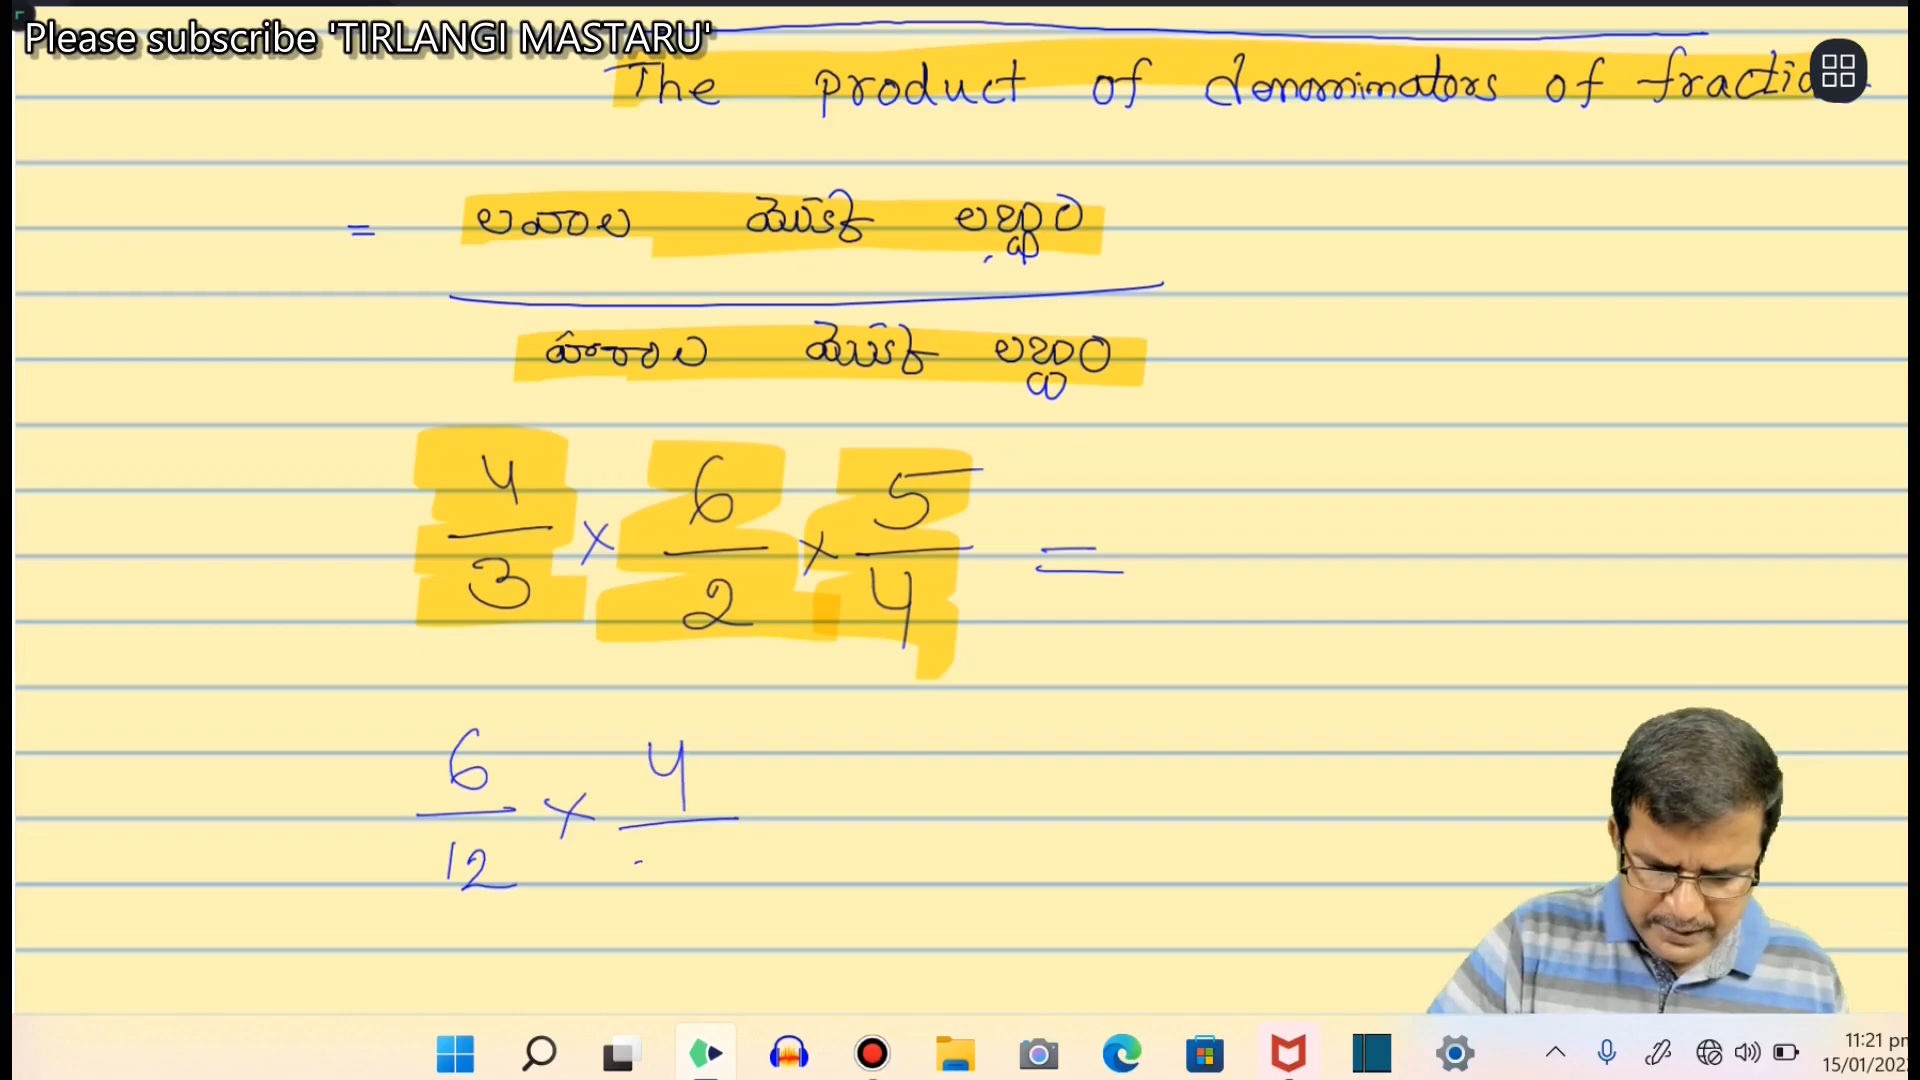 Please subscribe 'TIRLANGI MASTARU'
The product of denominators of fractio
= లవాల యొక్క లబ్ధం
హారాల యొక్క లబ్ధం
4/3 × 6/2 × 5/4 =
6/12 × 4/
11:21 pm
15/01/202